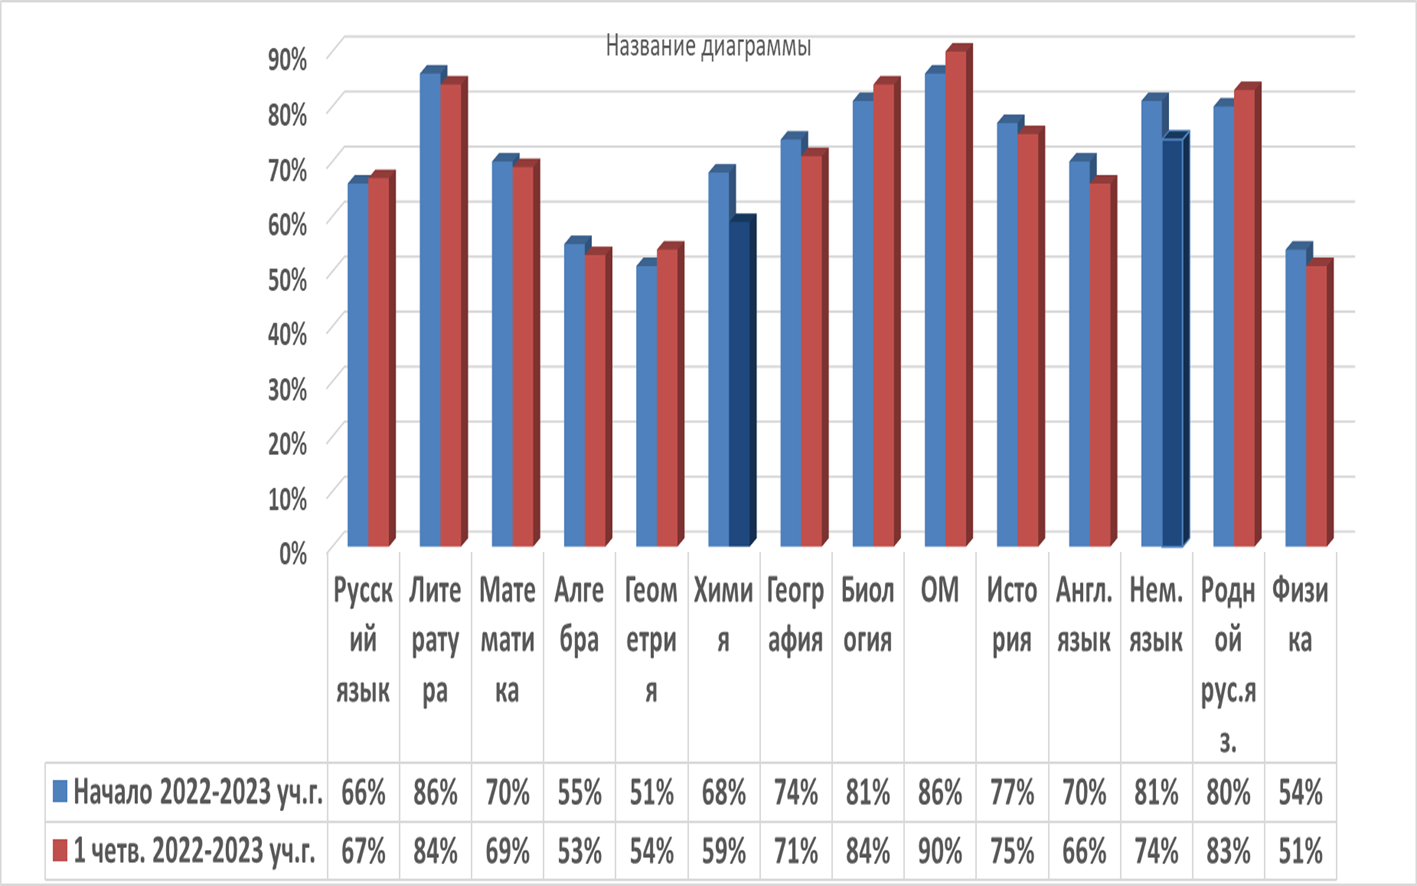 Название диаграммы
90%
80%
70%
60%
50%
40%
30%
20%
10%
0%
Русск Лите Мате Алге Геом Хими Геогр Биол ОМ Исто Англ. Нем. Родн Физи
ий рату мати бра етри я афия огия рия язык язык ой ка
язык ра ка я рус.я
з.
Начало 2022-2023 уч.г. 66% 86% 70% 55% 51% 68% 74% 81% 86% 77% 70% 81% 80% 54%
1 четв. 2022-2023 уч.г. 67% 84% 69% 53% 54% 59% 71% 84% 90% 75% 66% 74% 83% 51%